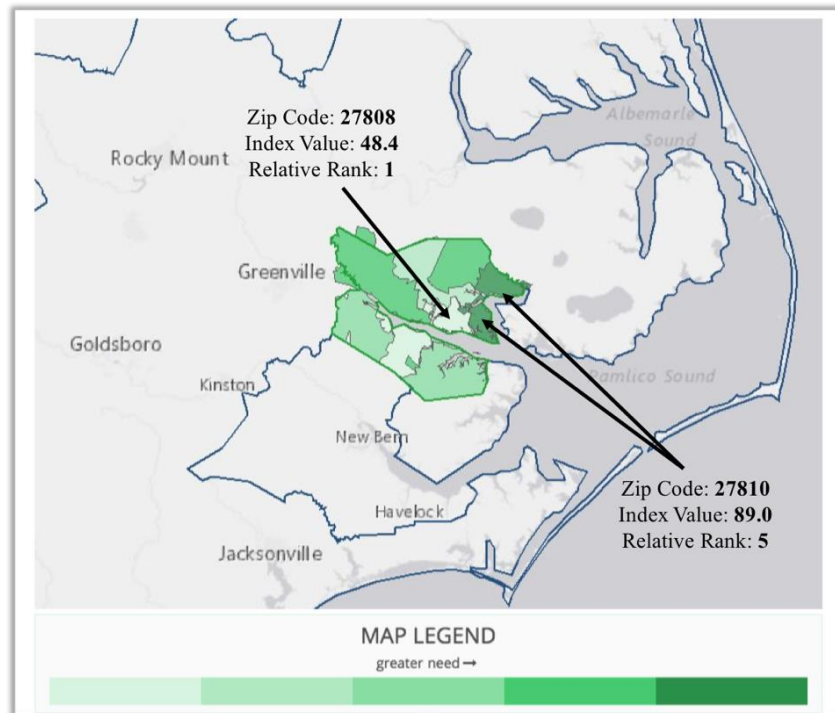 Albemarle
Sound
Zip Code: 27808
Index Value: 48.4
Relative Rank: 1
Rocky Mount
Greenville
Goldsboro
Kinston
Pamlico Sound
New Bern
Havelock
Jacksonville
Zip Code: 27810
Index Value: 89.0
Relative Rank: 5
MAP LEGEND
greater need →